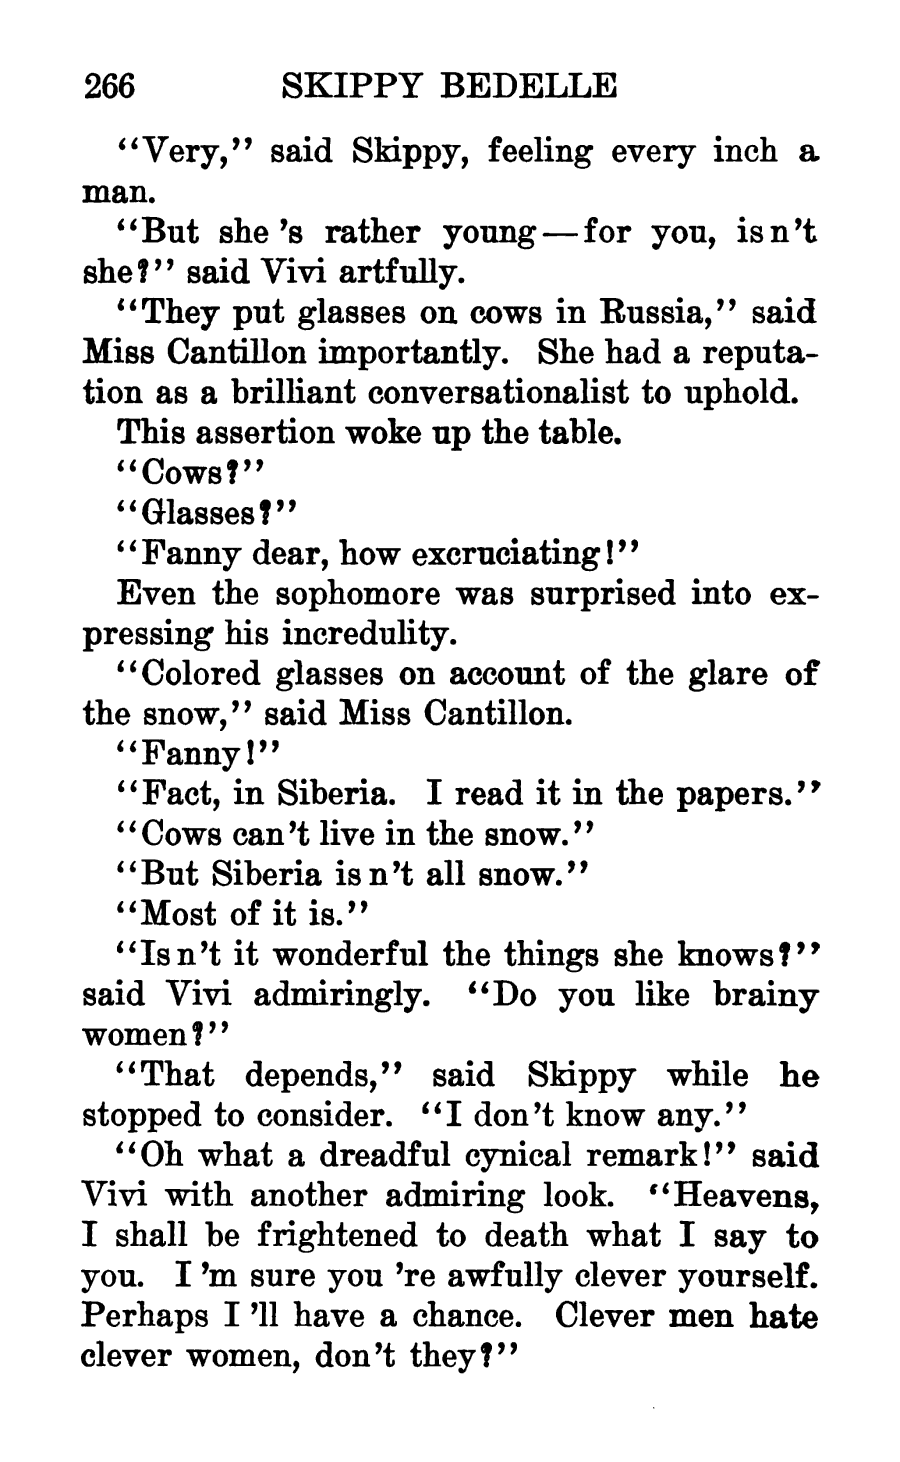 266 SKIPPY BEDELLE
“Very,” said Skippy, feeling every inch a
man.
“But she ’s rather young—for you, is n’t
she?” said Vivi artfully.
“They put glasses on cows in Russia,” said
Miss Cantillon importantly. She had a reputa-
tion as a brilliant conversationalist to uphold.
This assertion woke up the table.
“Cows?”
“Glasses?”
“Fanny dear, how excruciating!”
Even the sophomore was surprised into ex-
pressing his incredulity.
“Colored glasses on account of the glare of
the snow,” said Miss Cantillon.
“Fanny!”
“Fact, in Siberia. I read it in the papers.”
“Cows can’t live in the snow.”
“But Siberia is n’t all snow.”
“Most of it is.”
“Is n’t it wonderful the things she knows?”
said Vivi admiringly. “Do you like brainy
women?”
“That depends,” said Skippy while he
stopped to consider. “I don’t know any.”
“Oh what a dreadful cynical remark!” said
Vivi with another admiring look. “Heavens,
I shall be frightened to death what I say to
you. I ’m sure you ’re awfully clever yourself.
Perhaps I ’ll have a chance. Clever men hate
clever women, don’t they?”